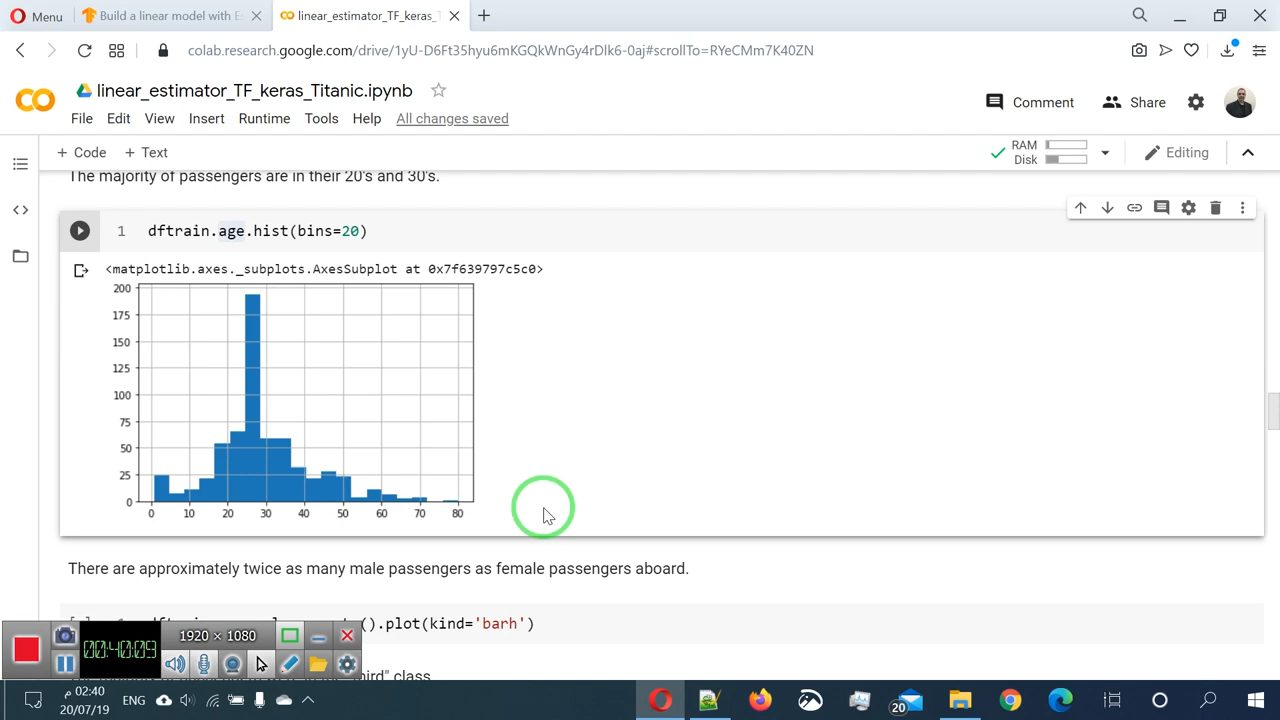 Menu
Build a linear model with E
linear_estimator_TF_keras_T
colab.research.google.com/drive/1yU-D6Ft35hyu6mKGQkWnGy4rDlk6-0aj#scrollTo=RYeCMm7K40ZN
linear_estimator_TF_keras_Titanic.ipynb
Comment
Share
File Edit View Insert Runtime Tools Help All changes saved
+ Code + Text
RAM
Disk
Editing
The majority of passengers are in their 20's and 30's.
1 dftrain.age.hist(bins=20)
<matplotlib.axes._subplots.AxesSubplot at 0x7f639797c5c0>
200
175
150
125
100
75
50
25
0
0 10 20 30 40 50 60 70 80
There are approximately twice as many male passengers as female passengers aboard.
().plot(kind='barh')
1920 × 1080
00:40:09
class
ENG
02:40 م
20/07/19
20